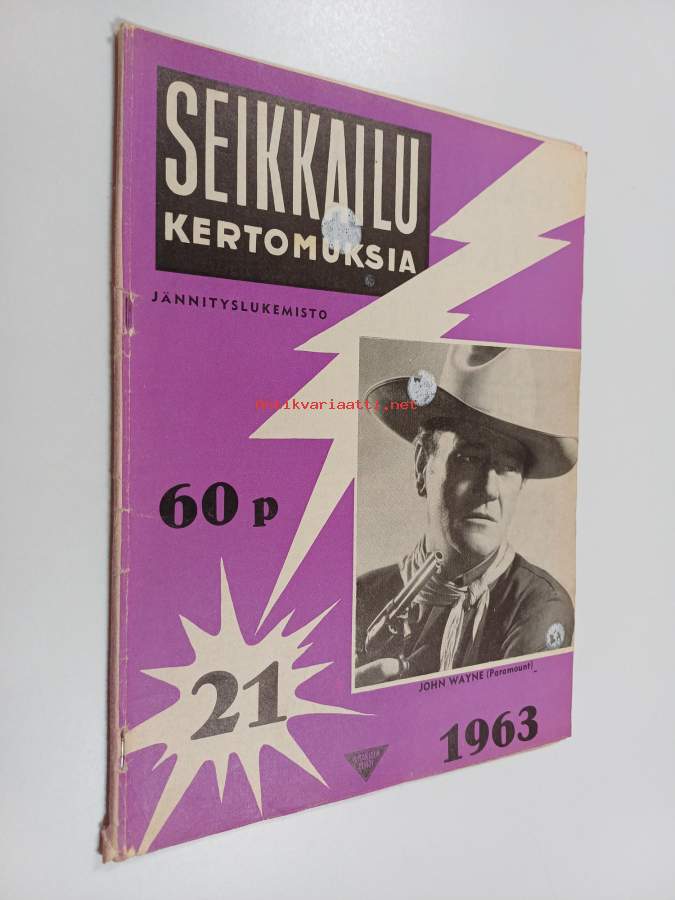 SEIKKAILU
KERTOMUKSIA
JÄNNITYSLUKEMISTO
Antikvariaatti.net
60 p
JOHN WAYNE (Paramount)
21
1963